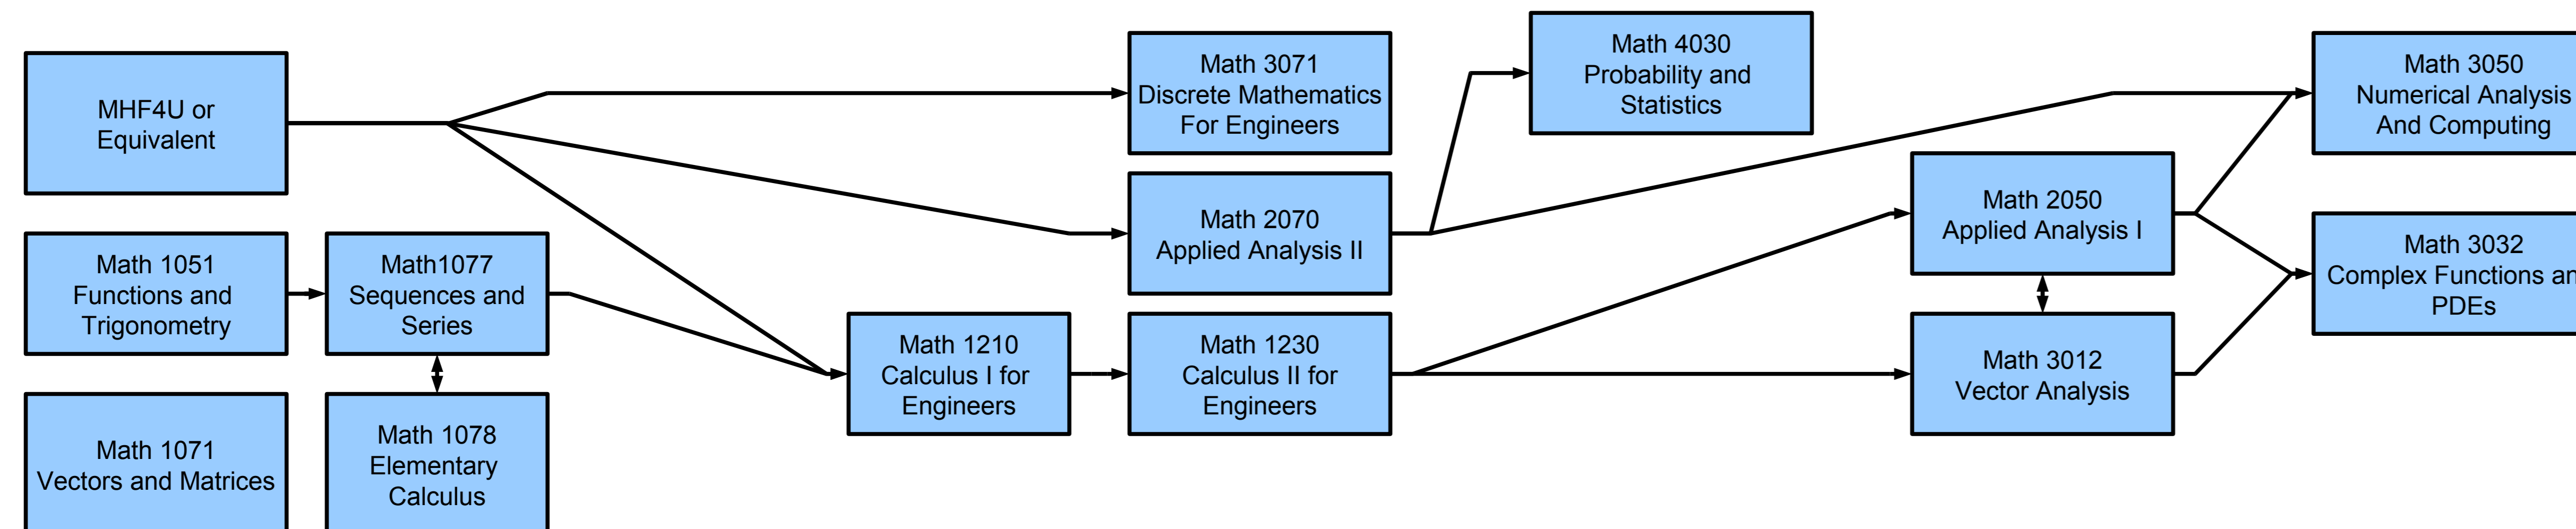 MHF4U or
Equivalent
Math 3071
Discrete Mathematics
For Engineers
Math 4030
Probability and
Statistics
Math 3050
Numerical Analysis
And Computing
Math 2070
Applied Analysis II
Math 2050
Applied Analysis I
Math 3032
Complex Functions an
PDEs
Math 1051
Functions and
Trigonometry
Math1077
Sequences and
Series
Math 1210
Calculus I for
Engineers
Math 1230
Calculus II for
Engineers
Math 3012
Vector Analysis
Math 1071
Vectors and Matrices
Math 1078
Elementary
Calculus